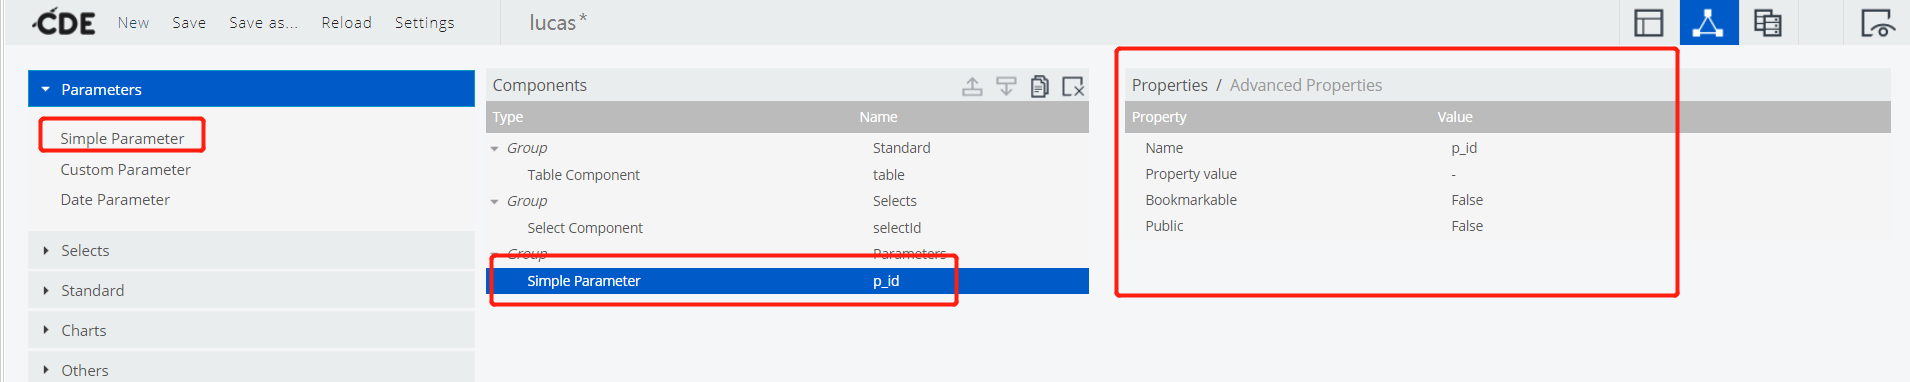 CDE New Save Save as... Reload Settings lucas*
Parameters
Simple Parameter
Custom Parameter
Date Parameter
Selects
Standard
Charts
Others
Components
Type Name
Group Standard
Table Component table
Group Selects
Select Component selectId
Group Parameters
Simple Parameter p_id
Properties / Advanced Properties
Property Value
Name p_id
Property value -
Bookmarkable False
Public False